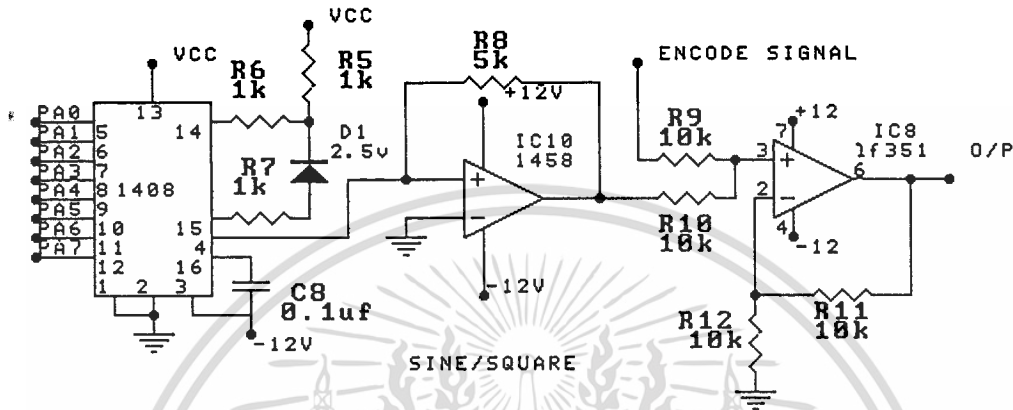 VCC
VCC
R6
1k
R5
1k
R8
5k
ENCODE SIGNAL
+12V
PA0
PA1
PA2
PA3
PA4
PA5
PA6
PA7
13
14
5
6
7
8
9
10
11
12
1408
15
4
16
1
2
3
R7
1k
D1
2.5v
IC10
1458
+
−
-12V
R9
10k
R10
10k
+12
7
3
+
2
−
4
-12
6
IC8
lf351
O/P
C8
0.1uf
-12V
R12
10k
R11
10k
SINE/SQUARE